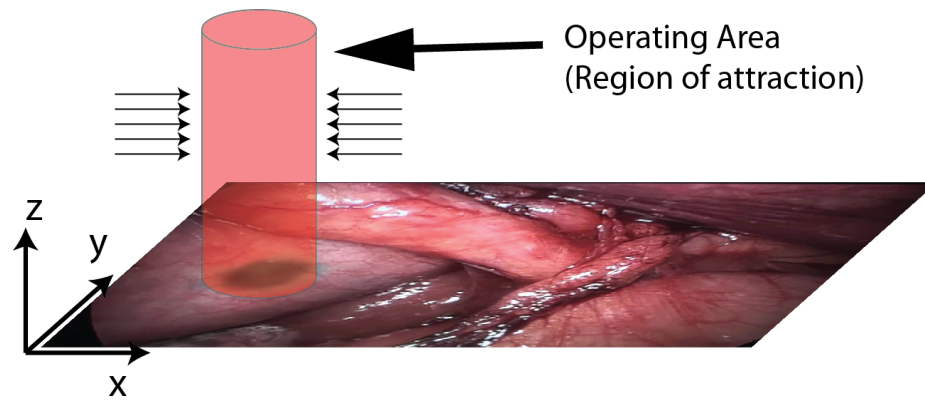 Operating Area
(Region of attraction)
z
y
x